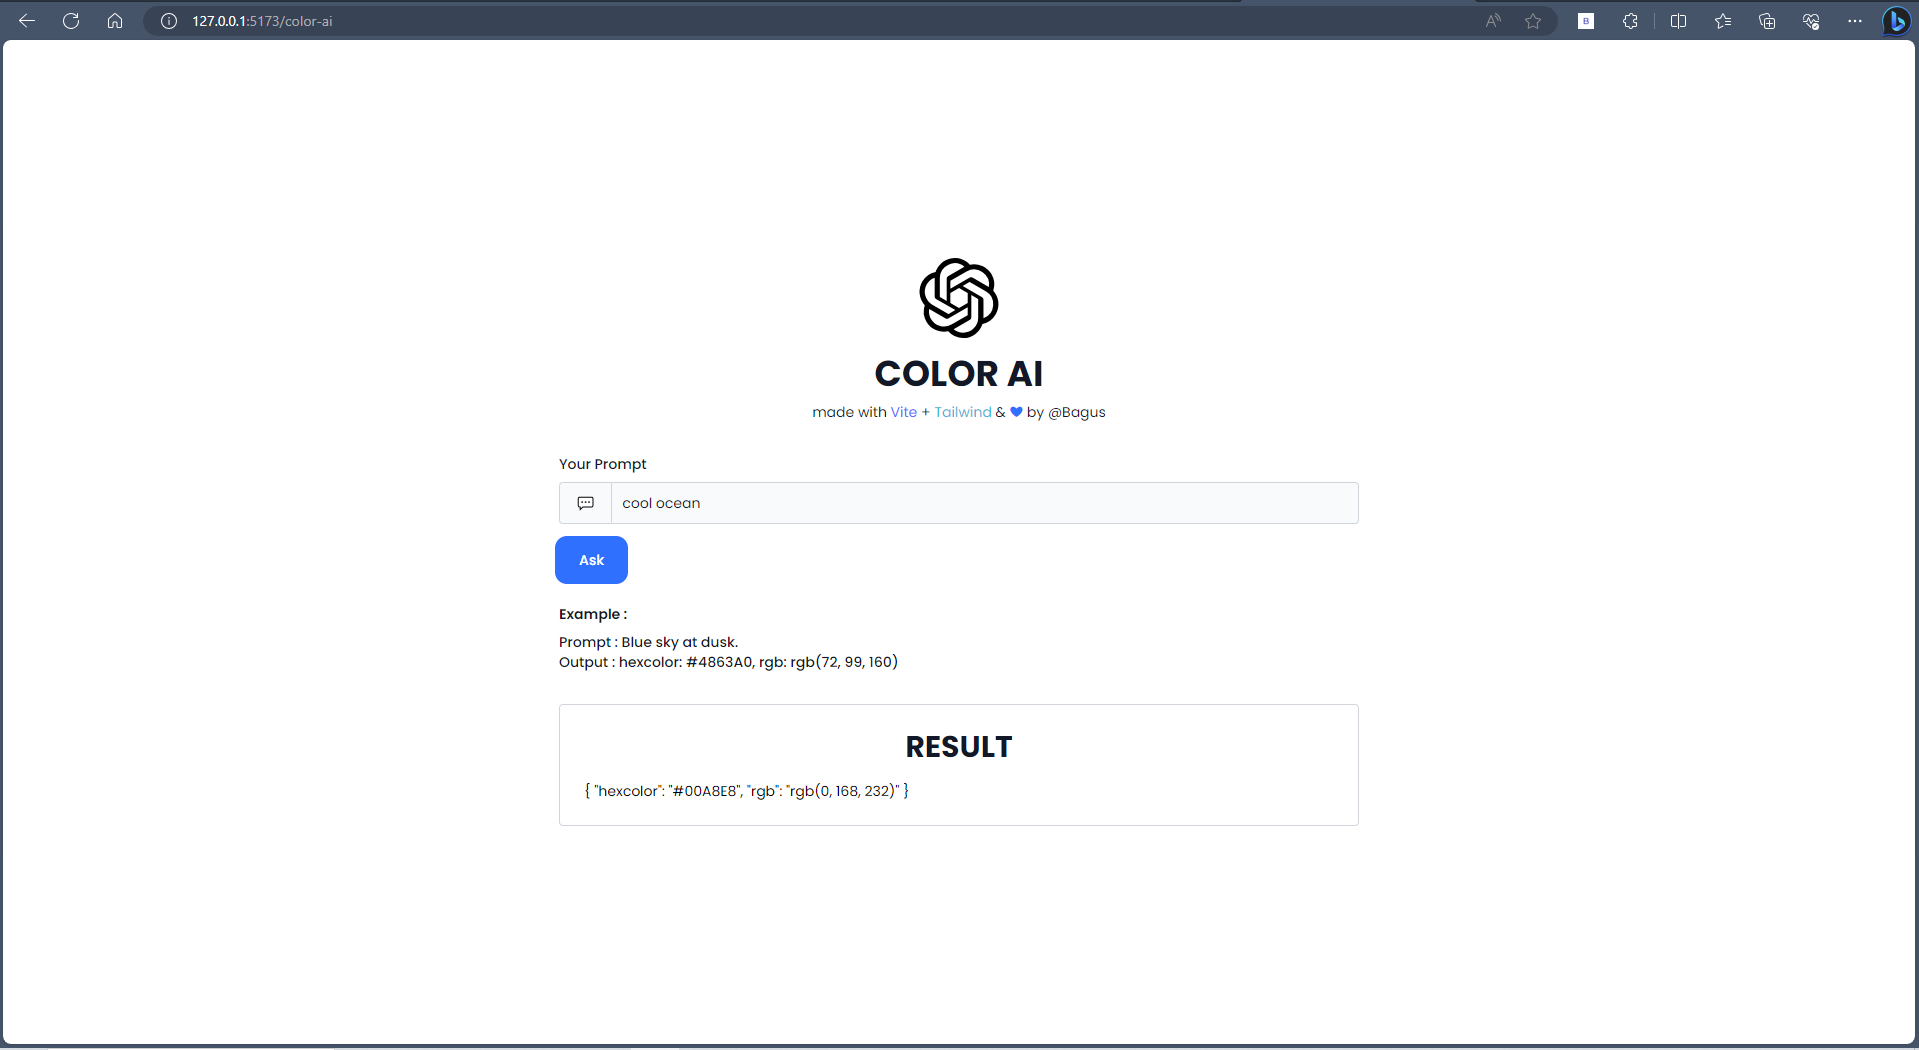 127.0.0.1:5173/color-ai
COLOR AI
made with Vite + Tailwind & 💙 by @Bagus
Your Prompt
cool ocean
Ask
Example :
Prompt : Blue sky at dusk.
Output : hexcolor: #4863A0, rgb: rgb(72, 99, 160)
RESULT
{ "hexcolor": "#00A8E8", "rgb": "rgb(0, 168, 232)" }